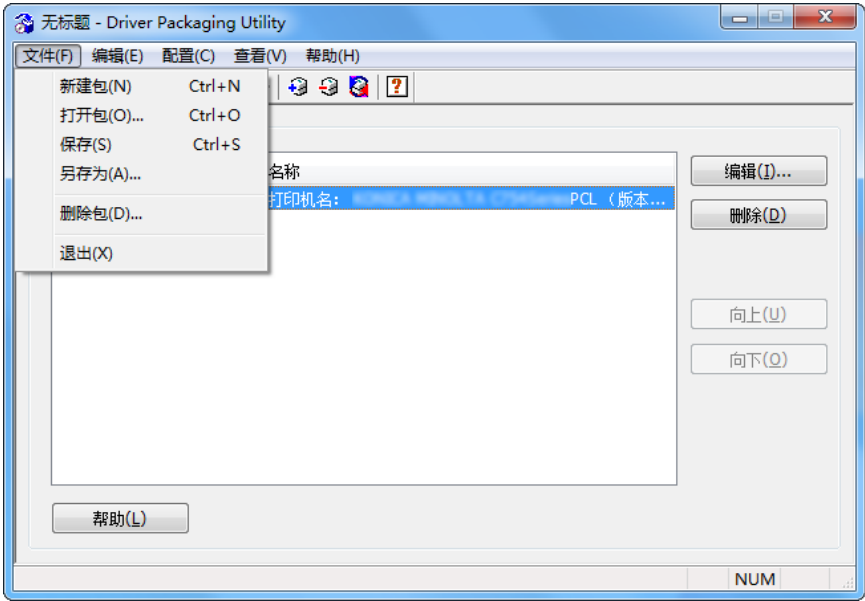 无标题 - Driver Packaging Utility
文件(F) 编辑(E) 配置(C) 查看(V) 帮助(H)
新建包(N) Ctrl+N
打开包(O)... Ctrl+O
保存(S) Ctrl+S
另存为(A)...
删除包(D)...
退出(X)
名称
打印机名: PCL (版本...
编辑(I)...
删除(D)
向上(U)
向下(O)
帮助(L)
NUM